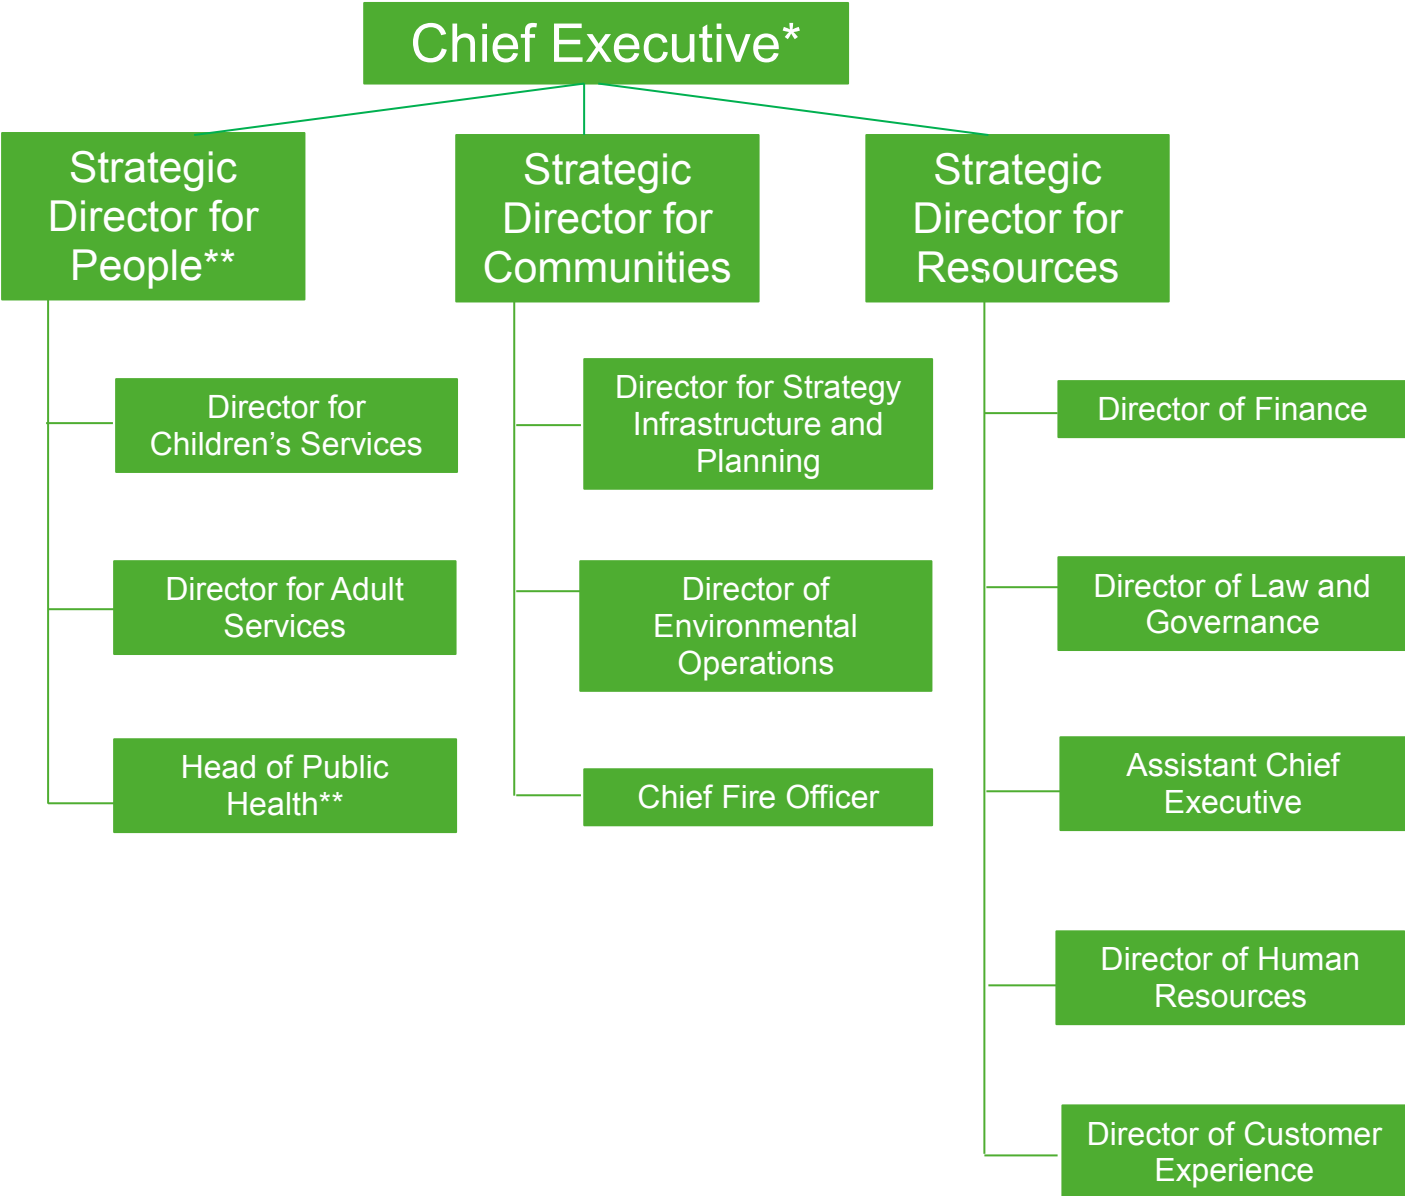 Chief Executive*
Strategic
Director for
People**
Strategic
Director for
Communities
Strategic
Director for
Resources
Director for
Children’s Services
Director for Adult
Services
Head of Public
Health**
Director for Strategy
Infrastructure and
Planning
Director of
Environmental
Operations
Chief Fire Officer
Director of Finance
Director of Law and
Governance
Assistant Chief
Executive
Director of Human
Resources
Director of Customer
Experience